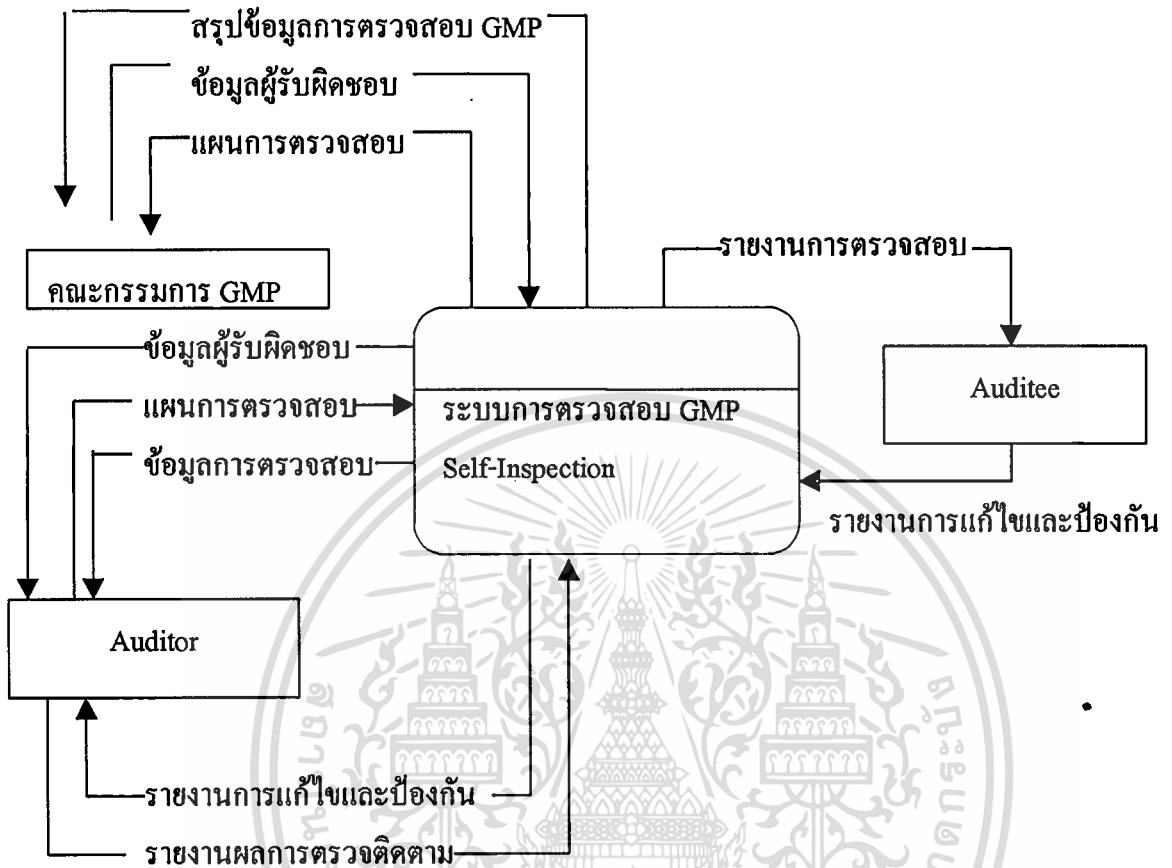 สรุปข้อมูลการตรวจสอบ GMP
ข้อมูลผู้รับผิดชอบ
แผนการตรวจสอบ
รายงานการตรวจสอบ
คณะกรรมการ GMP
ข้อมูลผู้รับผิดชอบ
แผนการตรวจสอบ
ระบบการตรวจสอบ GMP
Auditee
ข้อมูลการตรวจสอบ
Self-Inspection
รายงานการแก้ไขและป้องกัน
Auditor
รายงานการแก้ไขและป้องกัน
รายงานผลการตรวจติดตาม